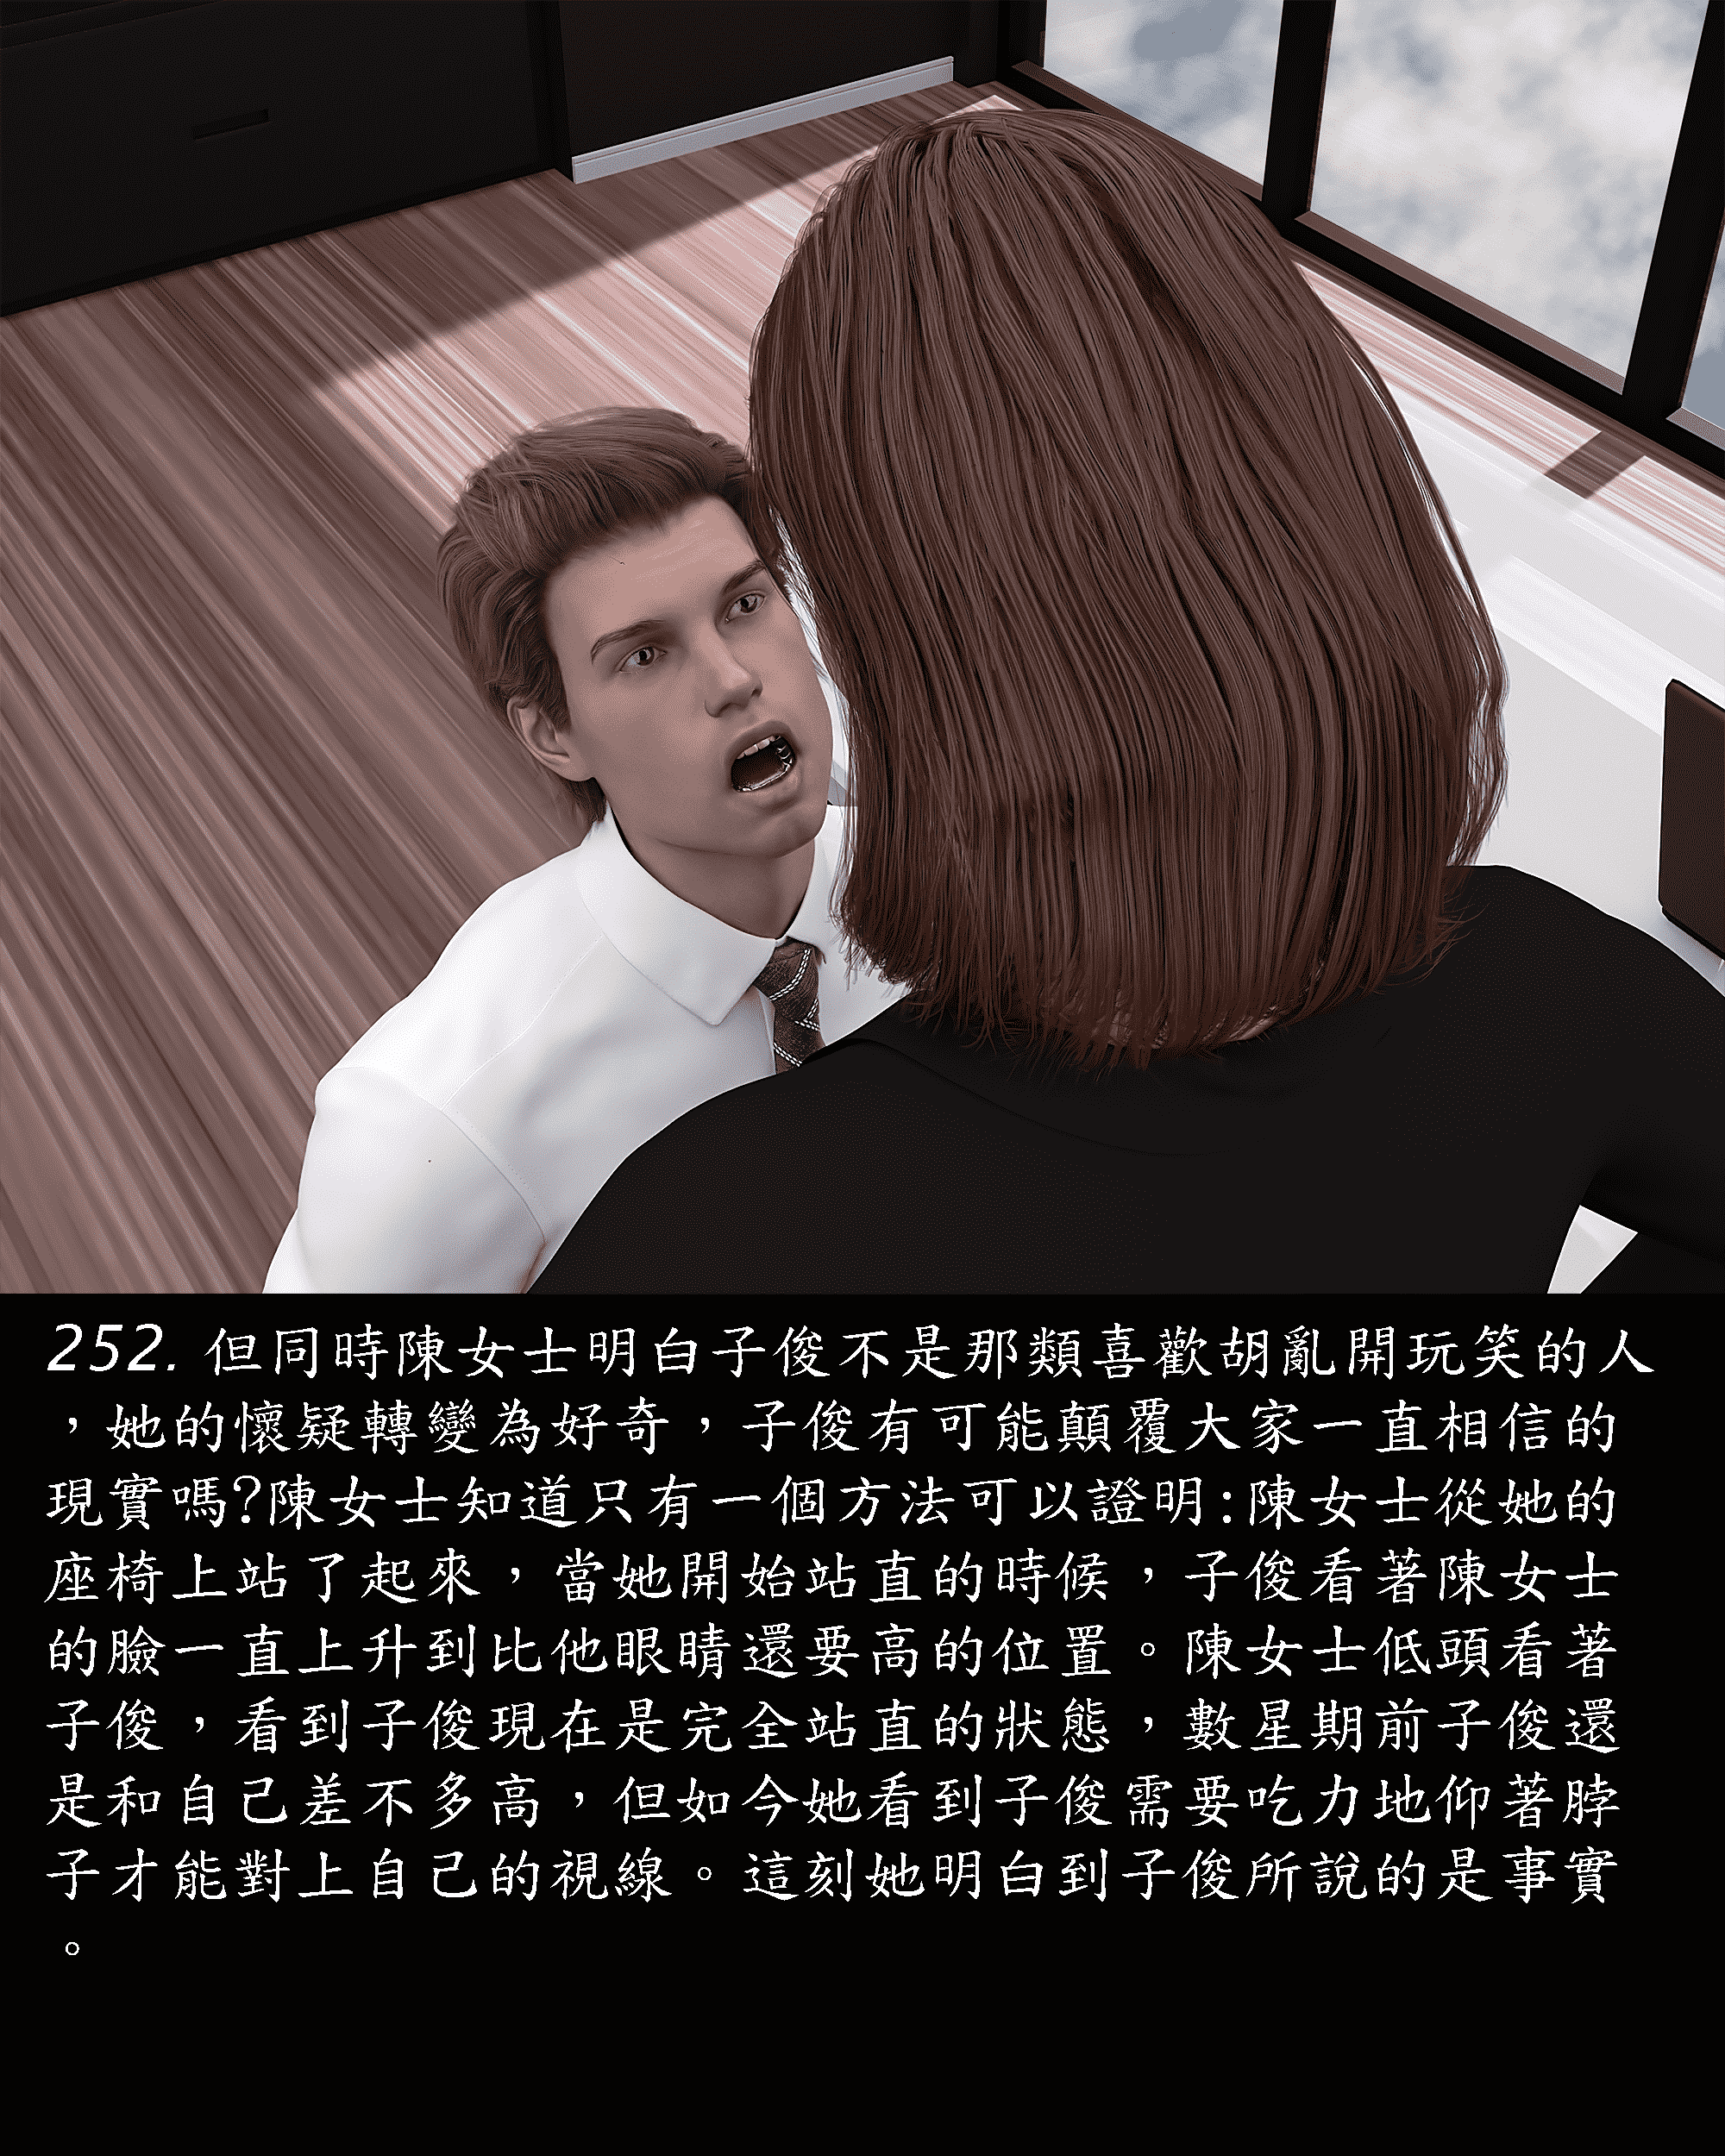 252. 但同時陳女士明白子俊不是那類喜歡胡亂開玩笑的人
，她的懷疑轉變為好奇，子俊有可能顛覆大家一直相信的
現實嗎?陳女士知道只有一個方法可以證明:陳女士從她的
座椅上站了起來，當她開始站直的時候，子俊看著陳女士
的臉一直上升到比他眼睛還要高的位置。陳女士低頭看著
子俊，看到子俊現在是完全站直的狀態，數星期前子俊還
是和自己差不多高，但如今她看到子俊需要吃力地仰著脖
子才能對上自己的視線。這刻她明白到子俊所說的是事實
。